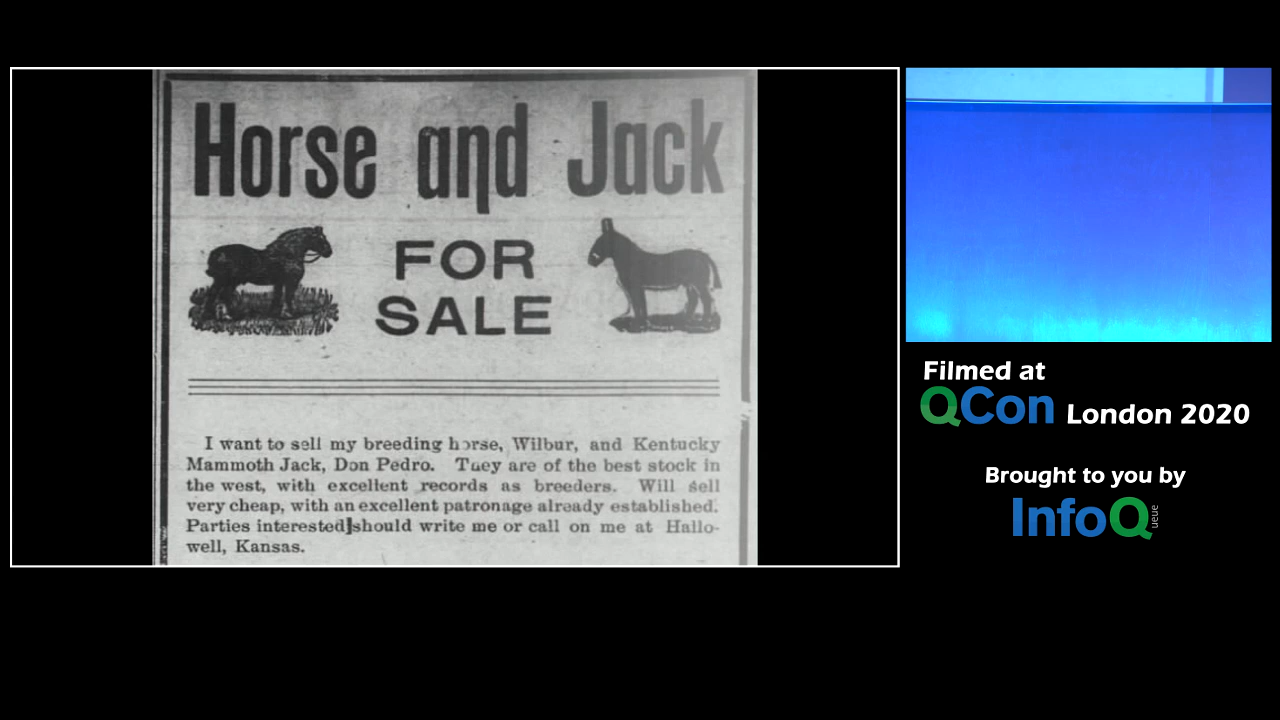 Horse and Jack
FOR
SALE
I want to sell my breeding horse, Wilbur, and Kentucky
Mammoth Jack, Don Pedro. Tuey are of the best stock in
the west, with excellent records as breeders. Will sell
very cheap, with an excellent patronage already established.
Parties interested]should write me or call on me at Hallo-
well, Kansas.
Filmed at
QCon London 2020
Brought to you by
InfoQ
ueue